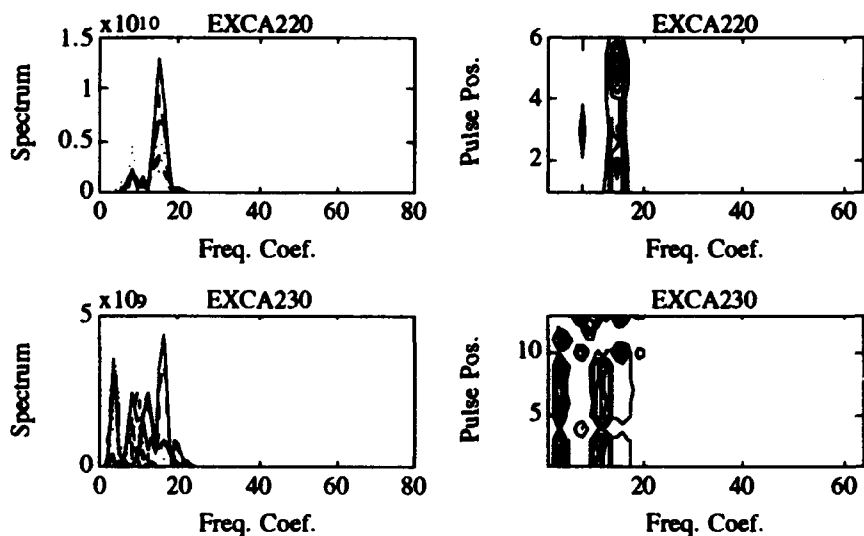 x1010 EXCA220
1.5
1
0.5
0
Spectrum
0 20 40 60 80
Freq. Coef.
EXCA220
6
4
2
Pulse Pos.
20 40 60
Freq. Coef.
x109 EXCA230
5
0
Spectrum
0 20 40 60 80
Freq. Coef.
EXCA230
10
5
Pulse Pos.
20 40 60
Freq. Coef.